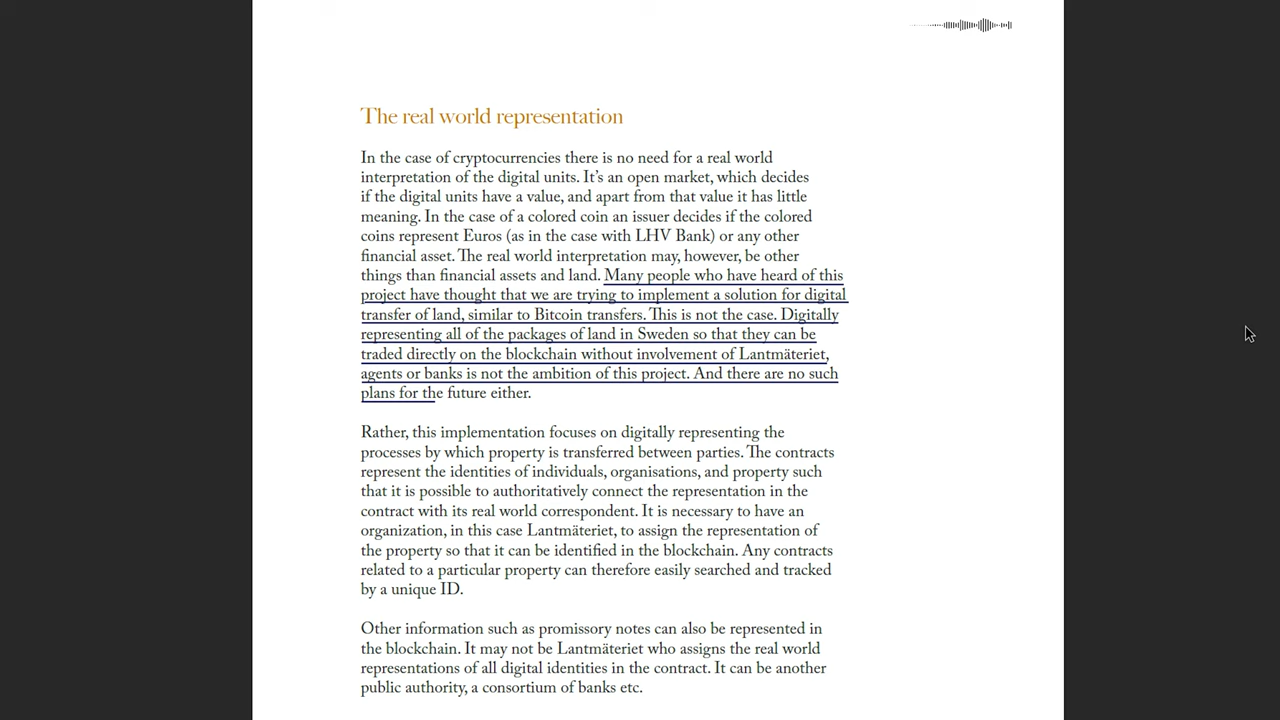 The real world representation
In the case of cryptocurrencies there is no need for a real world
interpretation of the digital units. It’s an open market, which decides
if the digital units have a value, and apart from that value it has little
meaning. In the case of a colored coin an issuer decides if the colored
coins represent Euros (as in the case with LHV Bank) or any other
financial asset. The real world interpretation may, however, be other
things than financial assets and land. Many people who have heard of this
project have thought that we are trying to implement a solution for digital
transfer of land, similar to Bitcoin transfers. This is not the case. Digitally
representing all of the packages of land in Sweden so that they can be
traded directly on the blockchain without involvement of Lantmäteriet,
agents or banks is not the ambition of this project. And there are no such
plans for the future either.
Rather, this implementation focuses on digitally representing the
processes by which property is transferred between parties. The contracts
represent the identities of individuals, organisations, and property such
that it is possible to authoritatively connect the representation in the
contract with its real world correspondent. It is necessary to have an
organization, in this case Lantmäteriet, to assign the representation of
the property so that it can be identified in the blockchain. Any contracts
related to a particular property can therefore easily searched and tracked
by a unique ID.
Other information such as promissory notes can also be represented in
the blockchain. It may not be Lantmäteriet who assigns the real world
representations of all digital identities in the contract. It can be another
public authority, a consortium of banks etc.